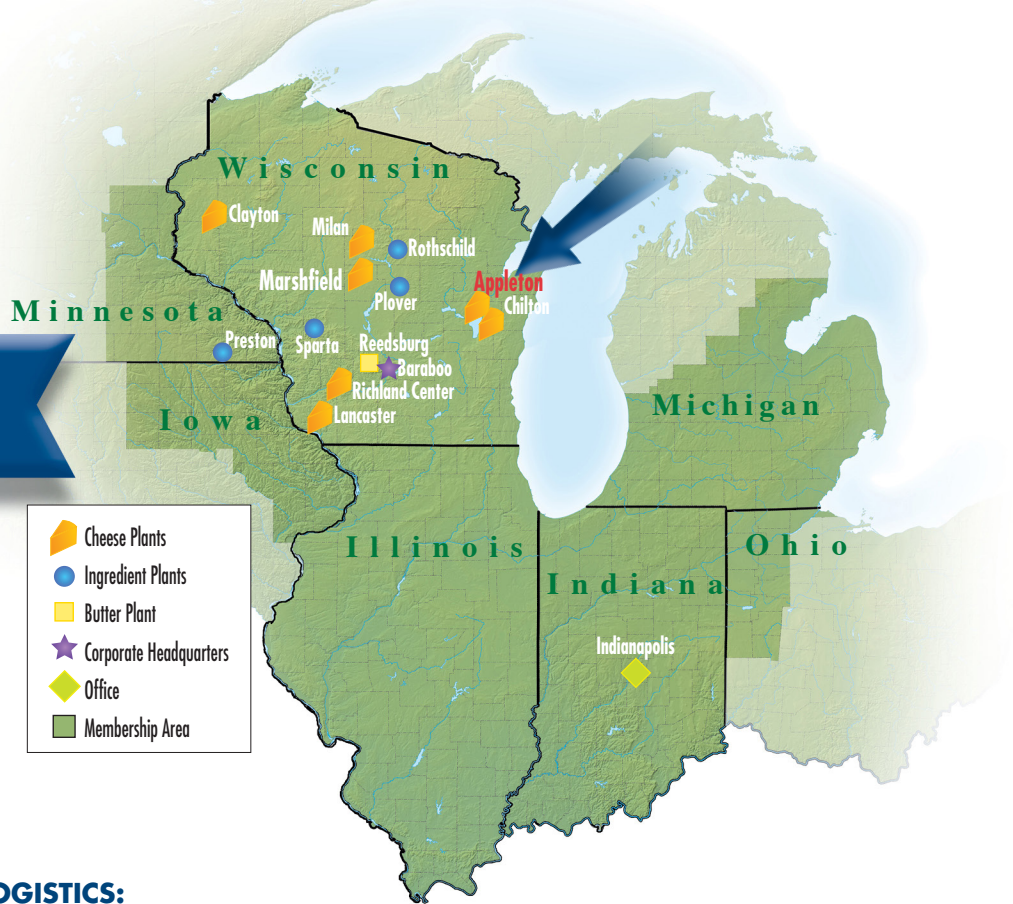 Wisconsin
Clayton
Milan
Rothschild
Marshfield
Appleton
Plover
Chilton
Minnesota
Preston
Sparta
Reedsburg
Baraboo
Richland Center
Lancaster
Iowa
Michigan
Illinois
Ohio
Indiana
Indianapolis
Cheese Plants
Ingredient Plants
Butter Plant
Corporate Headquarters
Office
Membership Area
OGISTICS: